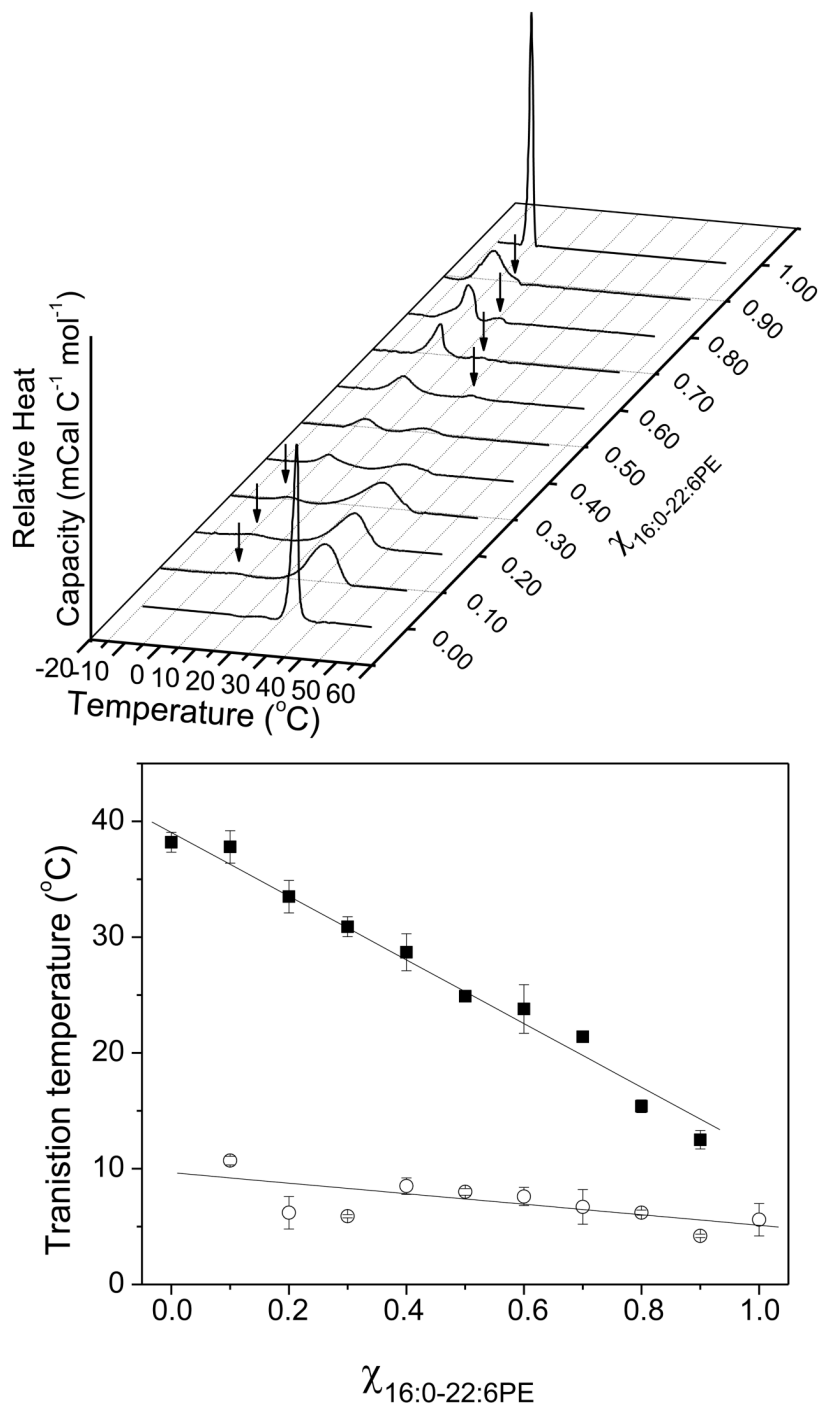 Relative Heat
Capacity (mCal C⁻¹ mol⁻¹)
1.00
0.90
0.80
0.70
0.60
0.50
0.40
0.30
0.20
0.10
0.00
χ16:0-22:6PE
-20 -10 0 10 20 30 40 50 60
Temperature (oC)
Tranistion temperature (oC)
40
30
20
10
0
0.0 0.2 0.4 0.6 0.8 1.0
χ16:0-22:6PE